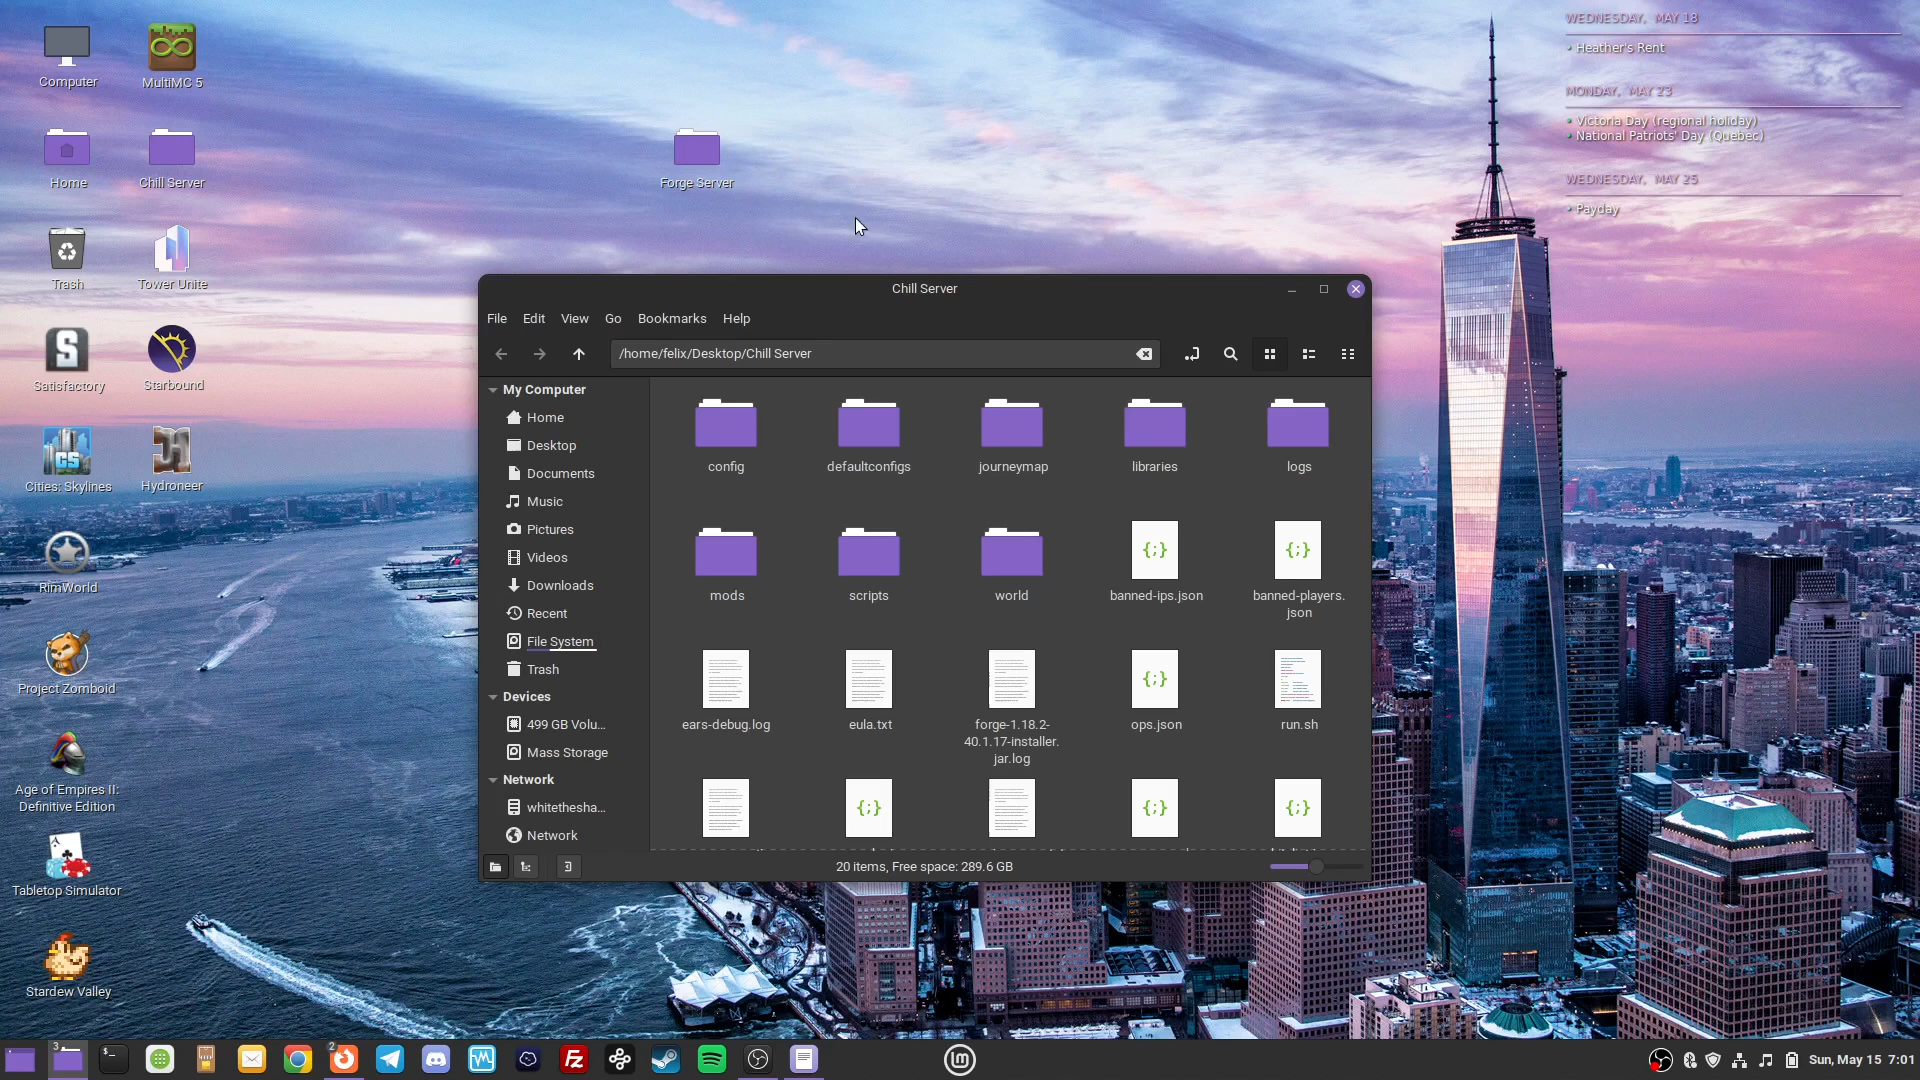 Computer
MultiMC 5
Home
Chill Server
Forge Server
Trash
Tower Unite
Satisfactory
Starbound
Cities: Skylines
Hydroneer
RimWorld
Project Zomboid
Age of Empires II:
Definitive Edition
Tabletop Simulator
Stardew Valley
WEDNESDAY, MAY 18
• Heather's Rent
MONDAY, MAY 23
• Victoria Day (regional holiday)
• National Patriots' Day (Quebec)
WEDNESDAY, MAY 25
• Payday
Chill Server
File Edit View Go Bookmarks Help
/home/felix/Desktop/Chill Server
My Computer
Home
Desktop
Documents
Music
Pictures
Videos
Downloads
Recent
File System
Trash
Devices
499 GB Volu...
Mass Storage
Network
whitethesha...
Network
config
defaultconfigs
journeymap
libraries
logs
mods
scripts
world
banned-ips.json
banned-players.
json
ears-debug.log
eula.txt
forge-1.18.2-
40.1.17-installer.
jar.log
ops.json
run.sh
20 items, Free space: 289.6 GB
3
2
Sun, May 15 7:01